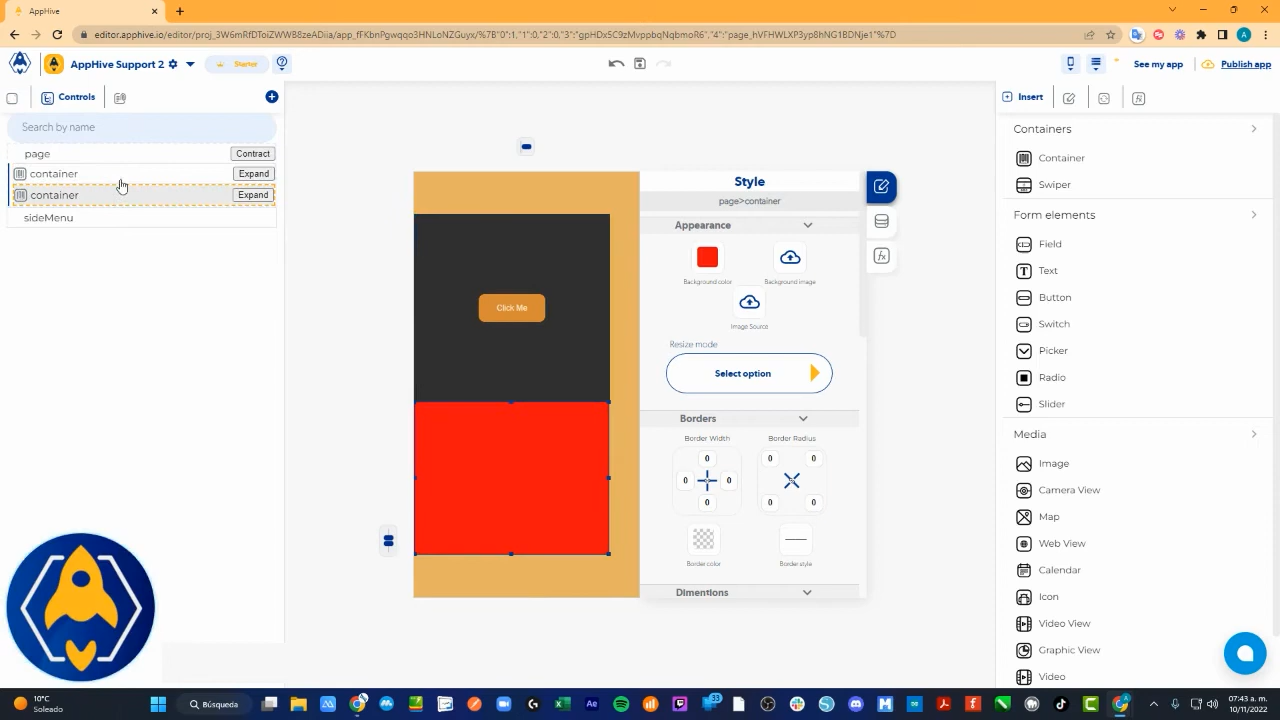 AppHive
editor.apphive.io/editor/proj_3W6mRfDToiZWW8zeADiia/app_fFKbnPgwqqo3HNLoNZGuyx/%7B"0":1,"1":0,"2":0,"3":"gpHDx5C9zMvppbqNqbmoR6","4":"page_hVFHWLXP3yp8hNG1BDNje1"%7D
A
AppHive Support 2
Starter
See my app
Publish app
Controls
Insert
Search by name
page
Contract
container
Expand
container
Expand
sideMenu
Click Me
Style
page>container
Appearance
Background color
Background image
Image Source
Resize mode
Select option
Borders
Border Width
Border Radius
0
0
0
0
0
0
0
0
Border color
Border style
Dimentions
Containers
Container
Swiper
Form elements
Field
Text
Button
Switch
Picker
Radio
Slider
Media
Image
Camera View
Map
Web View
Calendar
Icon
Video View
Graphic View
Video
10°C
Soleado
Búsqueda
33
07:43 a. m.
10/11/2022